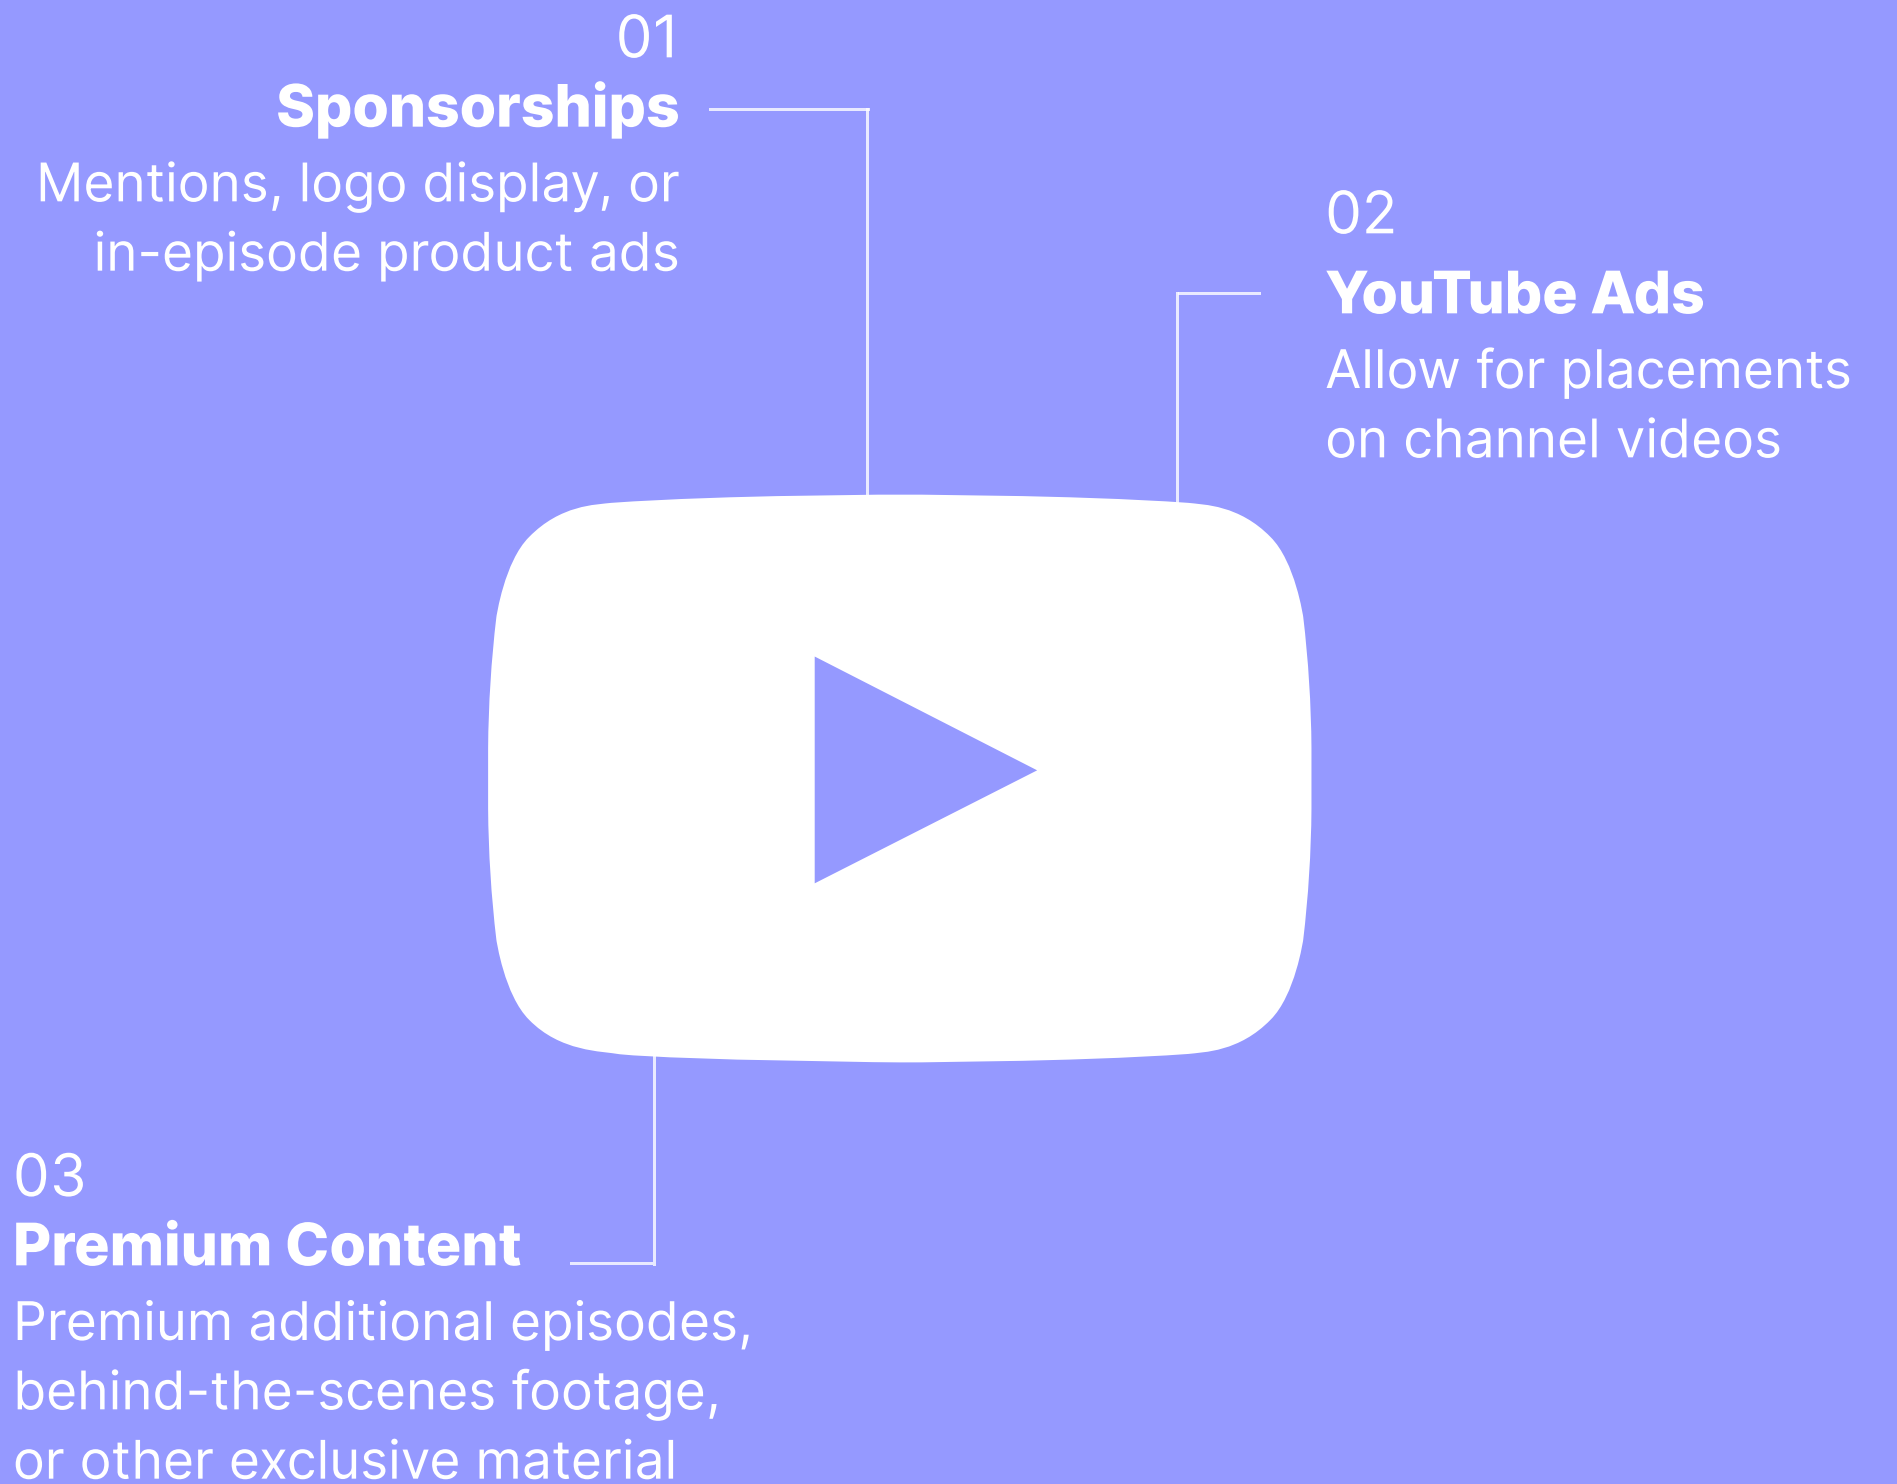 01
Sponsorships
Mentions, logo display, or
in-episode product ads
02
YouTube Ads
Allow for placements
on channel videos
03
Premium Content
Premium additional episodes,
behind-the-scenes footage,
or other exclusive material